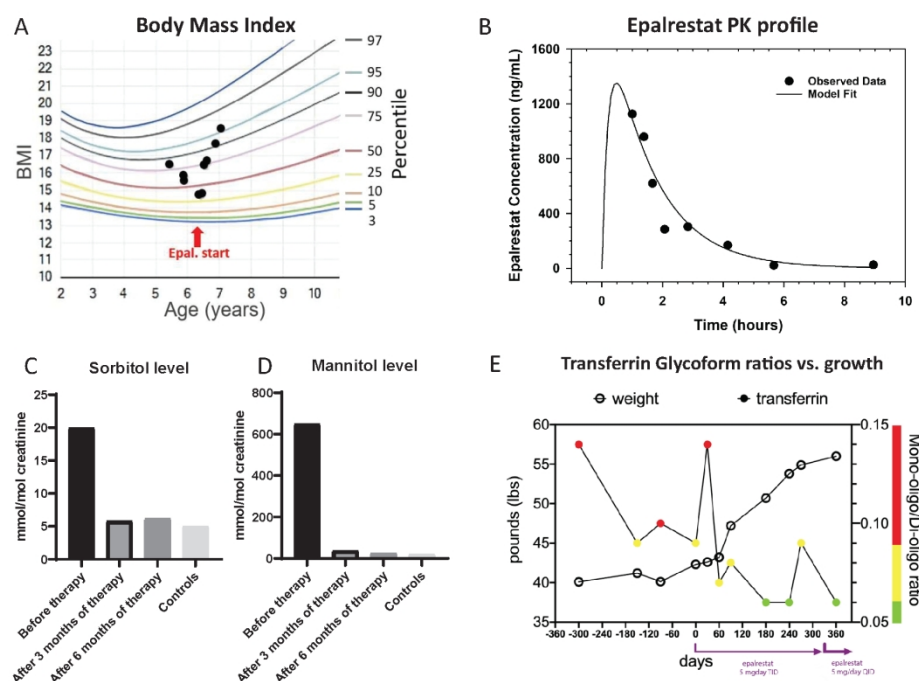 A Body Mass Index
23
22
21
20
19
18
17
16
15
14
13
12
11
10
BMI
97
95
90
75
50
25
10
5
3
Percentile
Epal. start
2 3 4 5 6 7 8 9 10
Age (years)
B Epalrestat PK profile
1600
1200
800
400
0
Epalrestat Concentration (ng/mL)
Observed Data
Model Fit
0 2 4 6 8 10
Time (hours)
C Sorbitol level
25
20
15
10
5
0
mmol/mol creatinine
Before therapy
After 3 months of therapy
After 6 months of therapy
Controls
D Mannitol level
800
600
400
200
0
mmol/mol creatinine
Before therapy
After 3 months of therapy
After 6 months of therapy
Controls
E Transferrin Glycoform ratios vs. growth
weight transferrin
60
55
50
45
40
35
pounds (lbs)
0.15
0.10
0.05
Mono-oligo/Di-oligo ratio
-360 -300 -240 -180 -120 -60 0 60 120 180 240 300 360
days
epalrestat
5 mg/day TID
epalrestat
5 mg/day QID